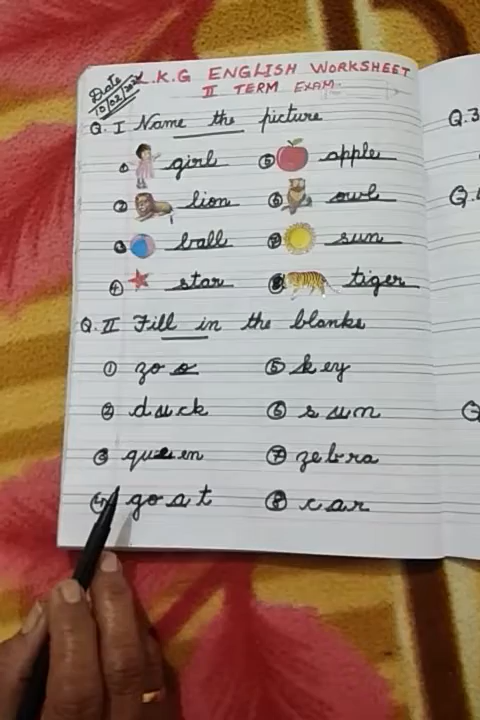 Date
10/02/2021
L.K.G ENGLISH WORKSHEET
II TERM EXAM
Q.I Name the picture
① girl ⑤ apple
② lion ⑥ owl
③ ball ⑦ sun
④ star ⑧ tiger
Q.II Fill in the blanks
① zoo ⑤ key
② duck ⑥ sun
③ queen ⑦ zebra
④ goat ⑧ car
Q.3